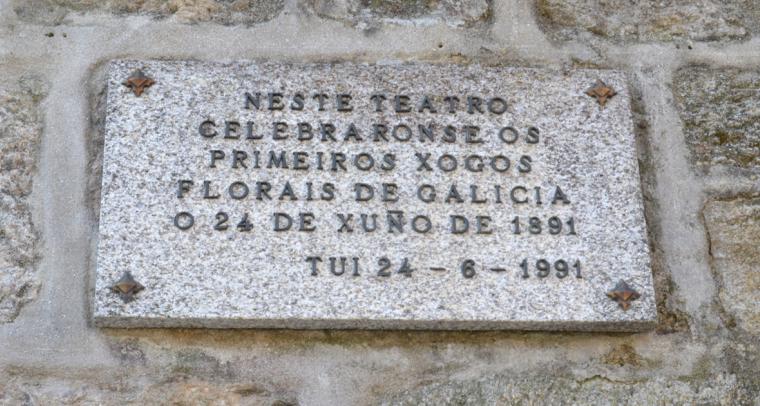 NESTE TEATRO
CELEBRARONSE OS
PRIMEIROS XOGOS
FLORAIS DE GALICIA
O 24 DE XUÑO DE 1891
TUI 24 - 6 - 1991